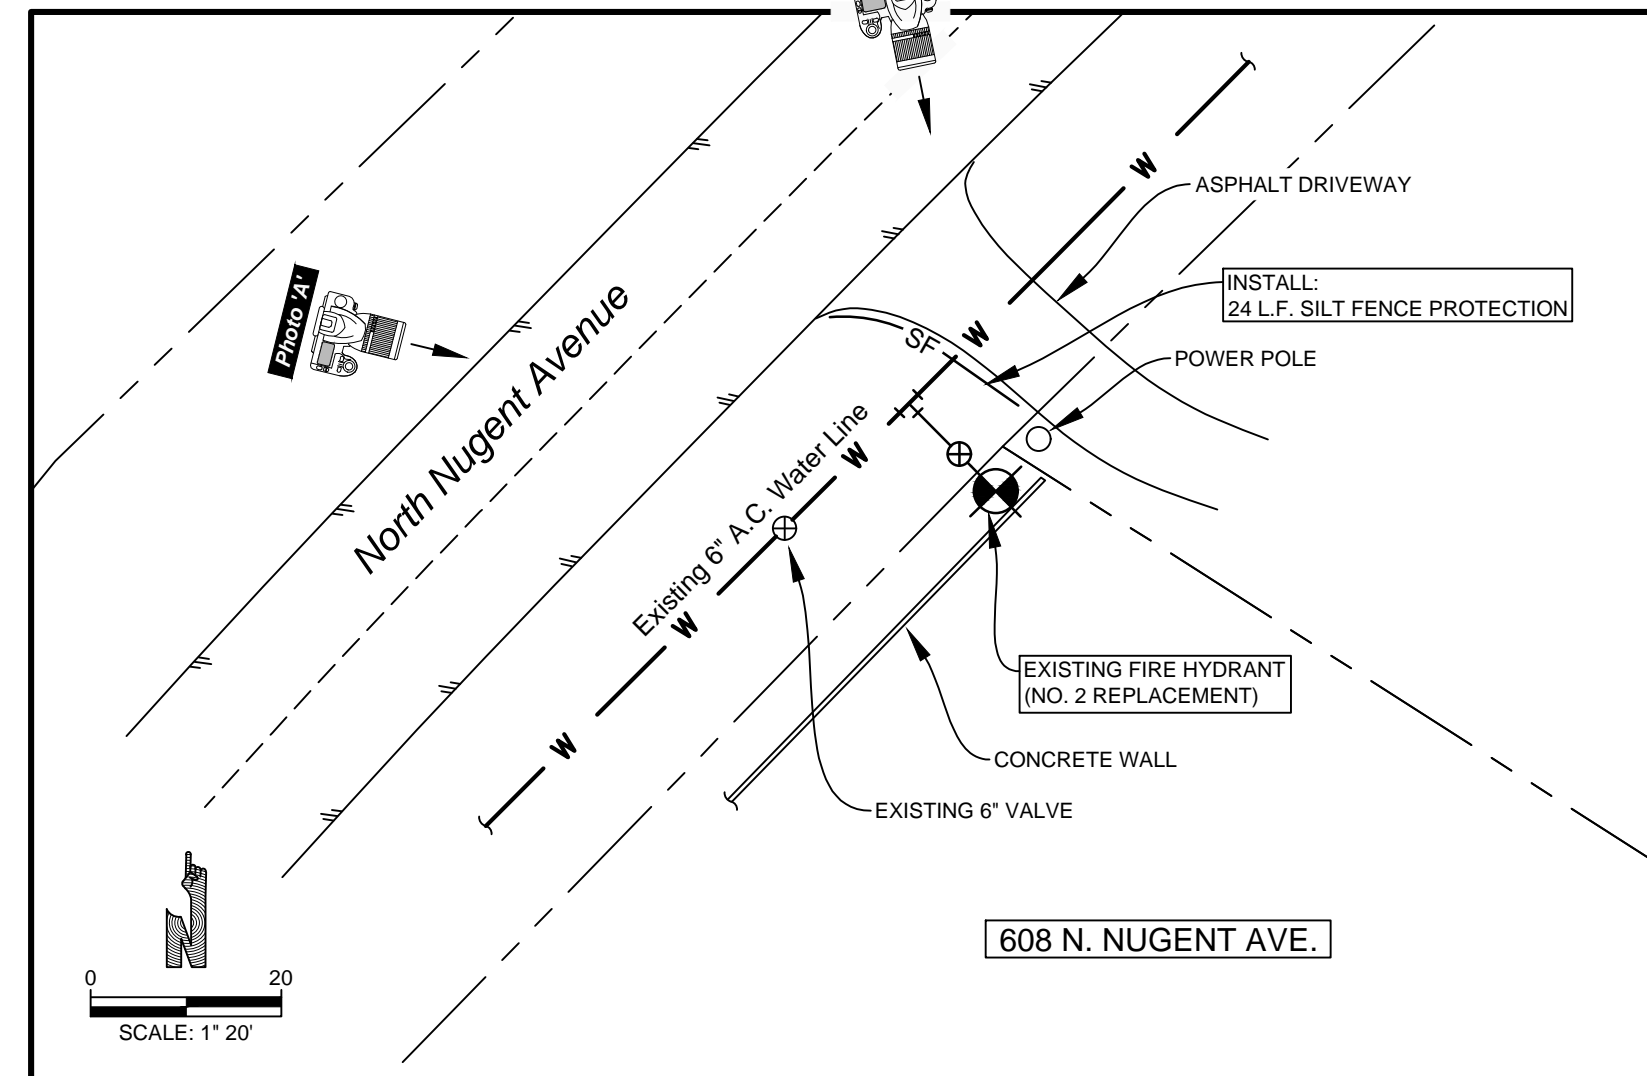 ASPHALT DRIVEWAY
INSTALL:
24 L.F. SILT FENCE PROTECTION
POWER POLE
Photo 'A'
North Nugent Avenue
SF
W
W
Existing 6" A.C. Water Line
W
W
W
EXISTING FIRE HYDRANT
(NO. 2 REPLACEMENT)
CONCRETE WALL
EXISTING 6" VALVE
608 N. NUGENT AVE.
N
0 20
SCALE: 1" 20'